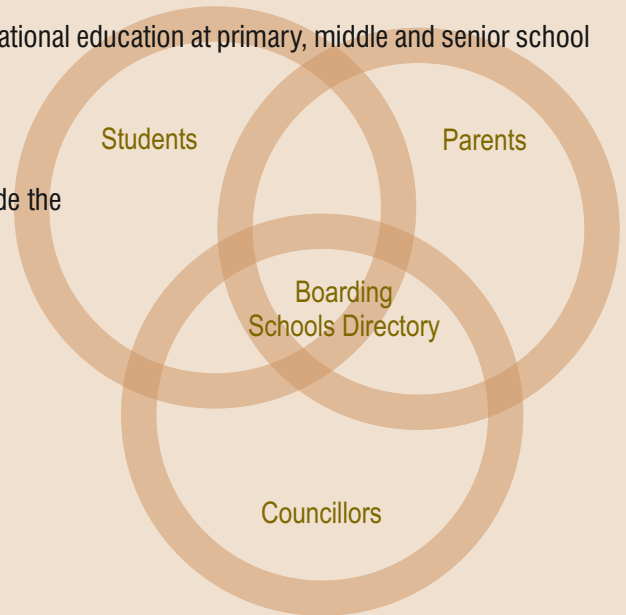 ational education at primary, middle and senior school
Students
Parents
de the
Boarding
Schools Directory
Councillors